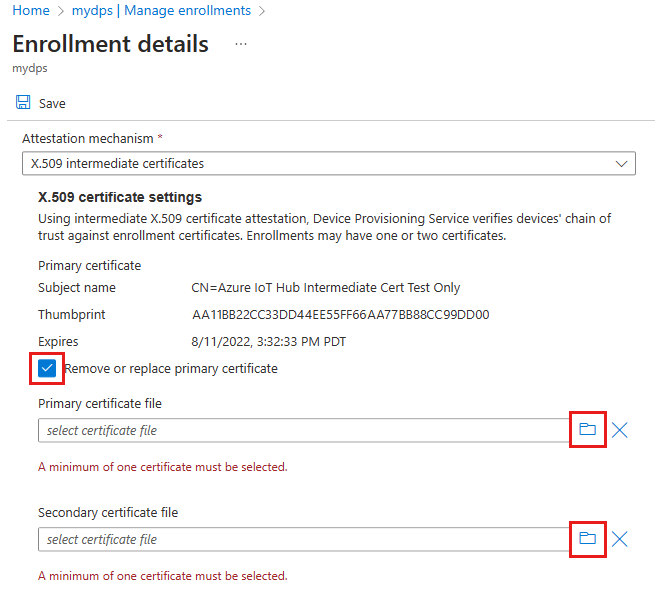 Home > mydps | Manage enrollments >
Enrollment details ...
mydps
Save
Attestation mechanism *
X.509 intermediate certificates
X.509 certificate settings
Using intermediate X.509 certificate attestation, Device Provisioning Service verifies devices' chain of
trust against enrollment certificates. Enrollments may have one or two certificates.
Primary certificate
Subject name CN=Azure IoT Hub Intermediate Cert Test Only
Thumbprint AA11BB22CC33DD44EE55FF66AA77BB88CC99DD00
Expires 8/11/2022, 3:32:33 PM PDT
Remove or replace primary certificate
Primary certificate file
select certificate file
A minimum of one certificate must be selected.
Secondary certificate file
select certificate file
A minimum of one certificate must be selected.